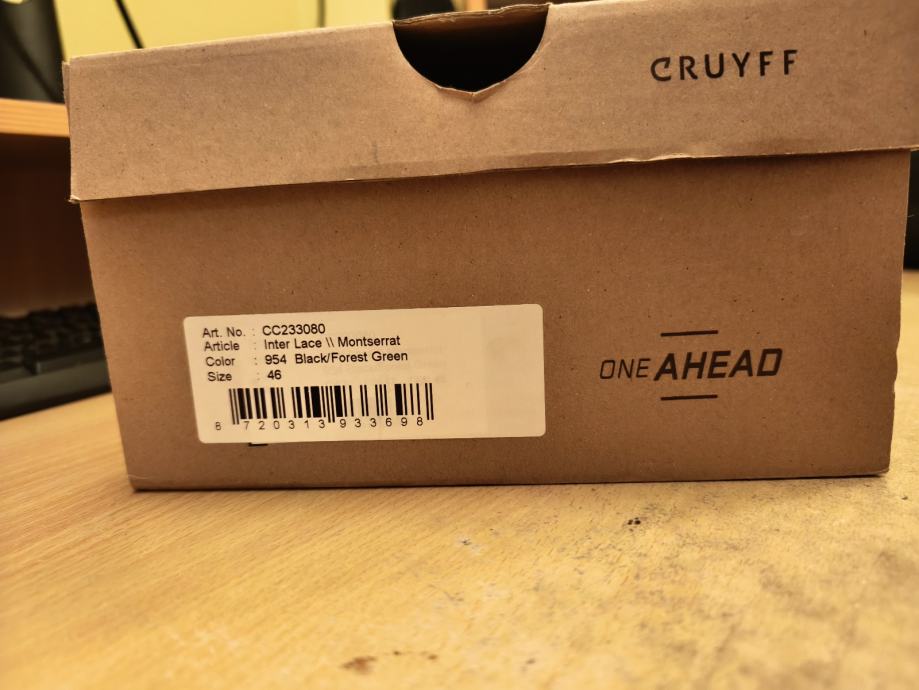 CRUYFF
Art. No. : CC233080
Article : Inter Lace \\ Montserrat
Color : 954 Black/Forest Green
Size : 46
8 720313 933698
ONE AHEAD